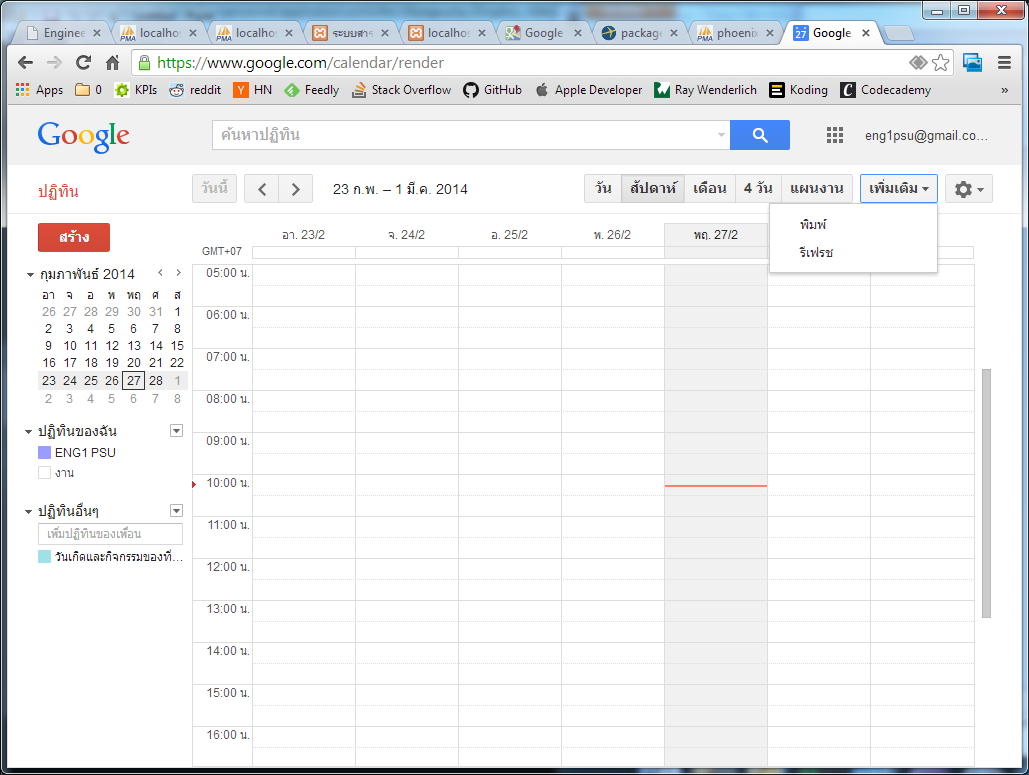 Enginee
localhos
localhos
ระบบสาร
localhos
Google
package
phoenix
27 Google
https://www.google.com/calendar/render
Apps 0 KPIs reddit HN Feedly Stack Overflow GitHub Apple Developer Ray Wenderlich Koding Codecademy »
Google ค้นหาปฏิทิน eng1psu@gmail.co...
ปฏิทิน วันนี้ 23 ก.พ. – 1 มี.ค. 2014 วัน สัปดาห์ เดือน 4 วัน แผนงาน เพิ่มเติม
พิมพ์
รีเฟรช
สร้าง
กุมภาพันธ์ 2014
อา จ อ พ พฤ ศ ส
26 27 28 29 30 31 1
2 3 4 5 6 7 8
9 10 11 12 13 14 15
16 17 18 19 20 21 22
23 24 25 26 27 28 1
2 3 4 5 6 7 8
ปฏิทินของฉัน
ENG1 PSU
งาน
ปฏิทินอื่นๆ
เพิ่มปฏิทินของเพื่อน
วันเกิดและกิจกรรมของที่...
อา. 23/2 จ. 24/2 อ. 25/2 พ. 26/2 พฤ. 27/2
GMT+07
05:00 น.
06:00 น.
07:00 น.
08:00 น.
09:00 น.
10:00 น.
11:00 น.
12:00 น.
13:00 น.
14:00 น.
15:00 น.
16:00 น.